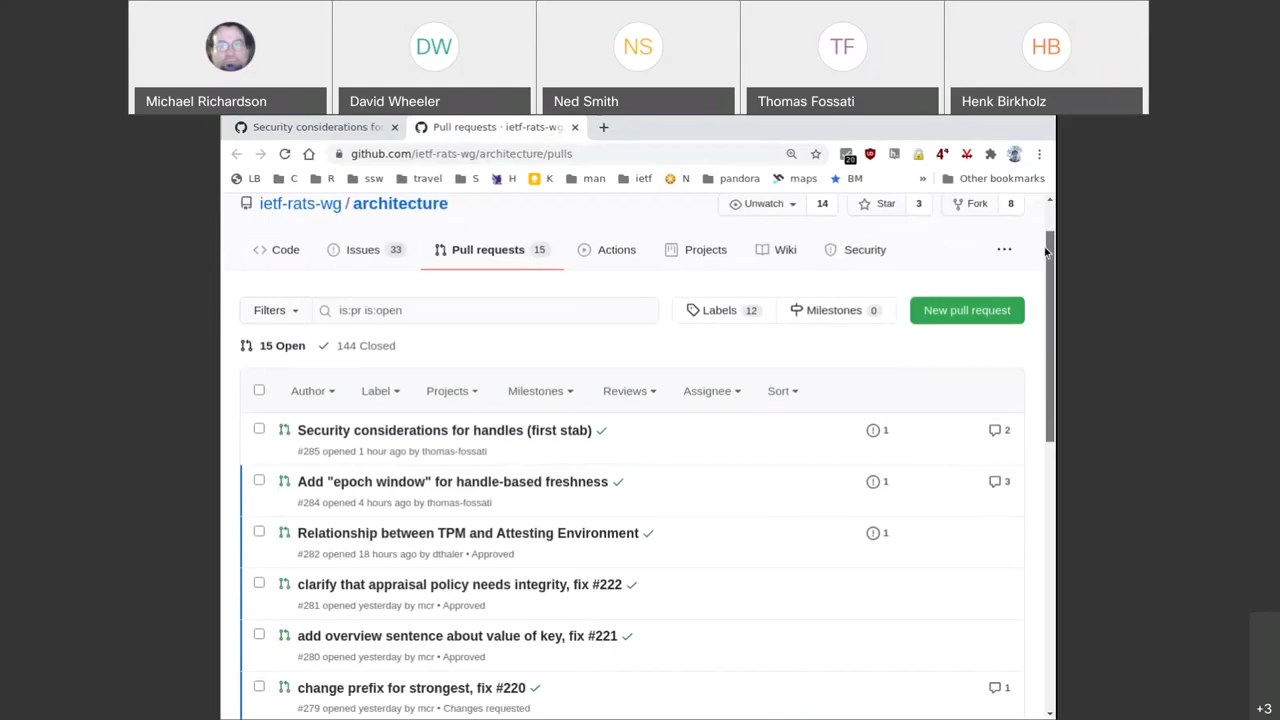 DW
NS
TF
HB
Michael Richardson
David Wheeler
Ned Smith
Thomas Fossati
Henk Birkholz
Security considerations fo
Pull requests · ietf-rats-wg
github.com/ietf-rats-wg/architecture/pulls
20
4
LB
C
R
ssw
travel
S
H
K
man
ietf
N
pandora
maps
BM
»
Other bookmarks
ietf-rats-wg / architecture
Unwatch 14
Star 3
Fork 8
Code
Issues 33
Pull requests 15
Actions
Projects
Wiki
Security
Filters
is:pr is:open
Labels 12
Milestones 0
New pull request
15 Open
144 Closed
Author
Label
Projects
Milestones
Reviews
Assignee
Sort
Security considerations for handles (first stab)
1
2
#285 opened 1 hour ago by thomas-fossati
Add "epoch window" for handle-based freshness
1
3
#284 opened 4 hours ago by thomas-fossati
Relationship between TPM and Attesting Environment
1
#282 opened 18 hours ago by dthaler • Approved
clarify that appraisal policy needs integrity, fix #222
#281 opened yesterday by mcr • Approved
add overview sentence about value of key, fix #221
#280 opened yesterday by mcr • Approved
change prefix for strongest, fix #220
1
#279 opened yesterday by mcr • Changes requested
+3